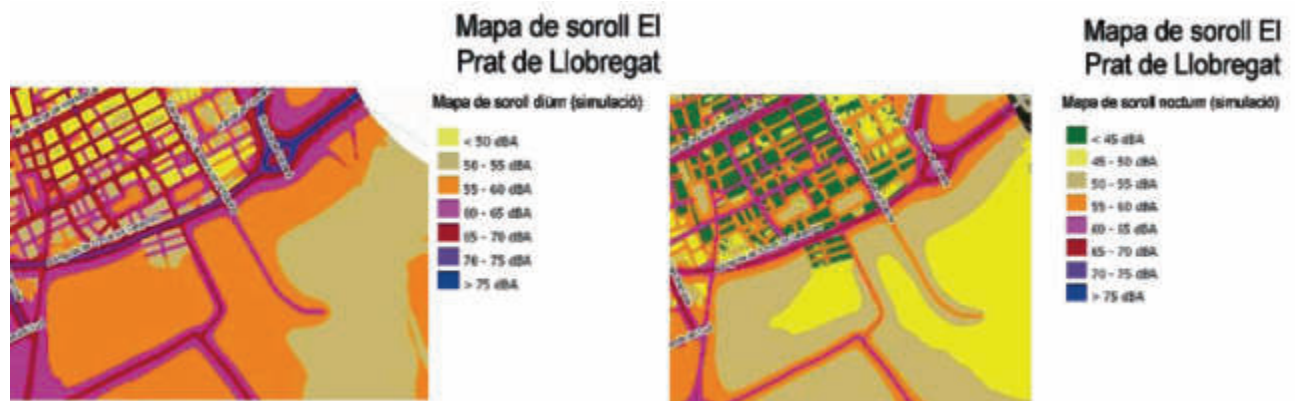 Mapa de soroll El
Prat de Llobregat
Mapa de soroll diürn (simulació)
< 50 dBA
50 - 55 dBA
55 - 60 dBA
60 - 65 dBA
65 - 70 dBA
70 - 75 dBA
> 75 dBA
Mapa de soroll El
Prat de Llobregat
Mapa de soroll nocturn (simulació)
< 45 dBA
45 - 50 dBA
50 - 55 dBA
55 - 60 dBA
60 - 65 dBA
65 - 70 dBA
70 - 75 dBA
> 75 dBA